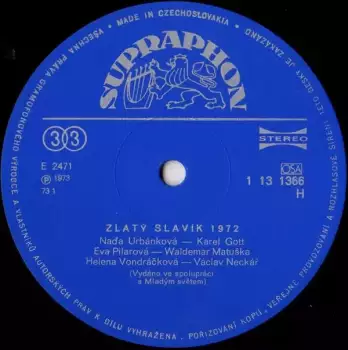 MADE IN CZECHOSLOVAKIA • VŠECHNA PRÁVA GRAMOFONOVÉHO VÝROBCE A VLASTNÍKŮ AUTORSKÝCH PRÁV K DÍLU VYHRAZENA. POŘIZOVÁNÍ KOPIÍ, VEŘEJNÉ PROVOZOVÁNÍ A ROZHLASOVÉ ŠÍŘENÍ TÉTO DESKY JE ZAKÁZÁNO
SUPRAPHON
33
STEREO
E 2471
Ⓟ 1973
73 1
OSA
1 13 1366
H
ZLATÝ SLAVÍK 1972
Naďa Urbánková — Karel Gott
Eva Pilarová — Waldemar Matuška
Helena Vondráčková — Václav Neckář
(Vydáno ve spolupráci
s Mladým světem)